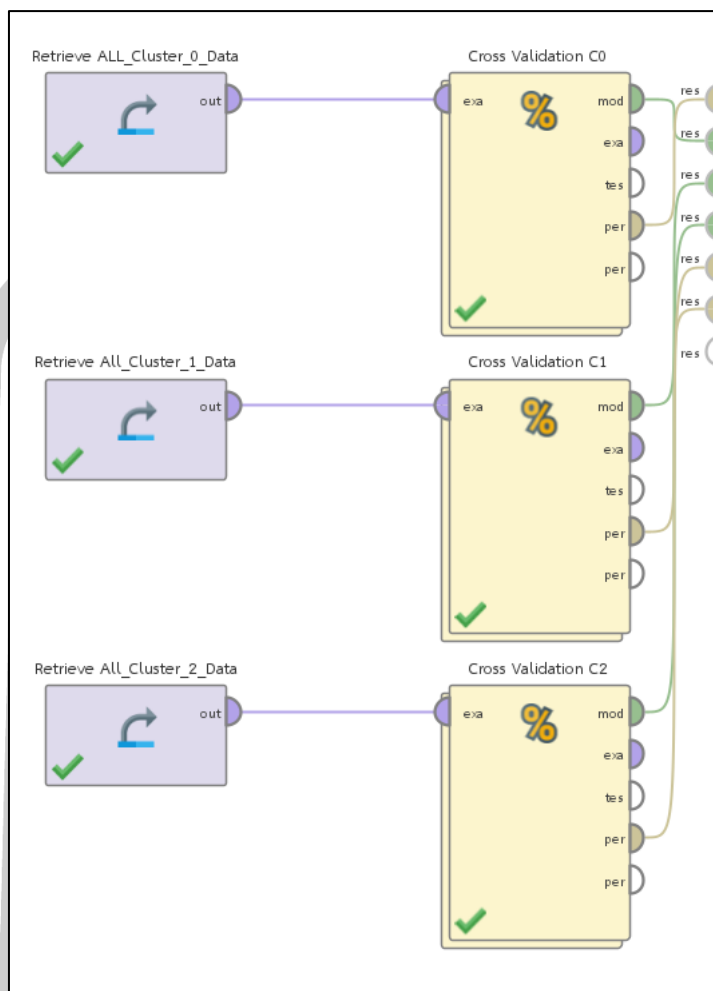 Retrieve ALL_Cluster_0_Data
out
Cross Validation C0
exa
mod
exa
tes
per
per
res
res
res
res
res
res
res
Retrieve All_Cluster_1_Data
out
Cross Validation C1
exa
mod
exa
tes
per
per
Retrieve All_Cluster_2_Data
out
Cross Validation C2
exa
mod
exa
tes
per
per